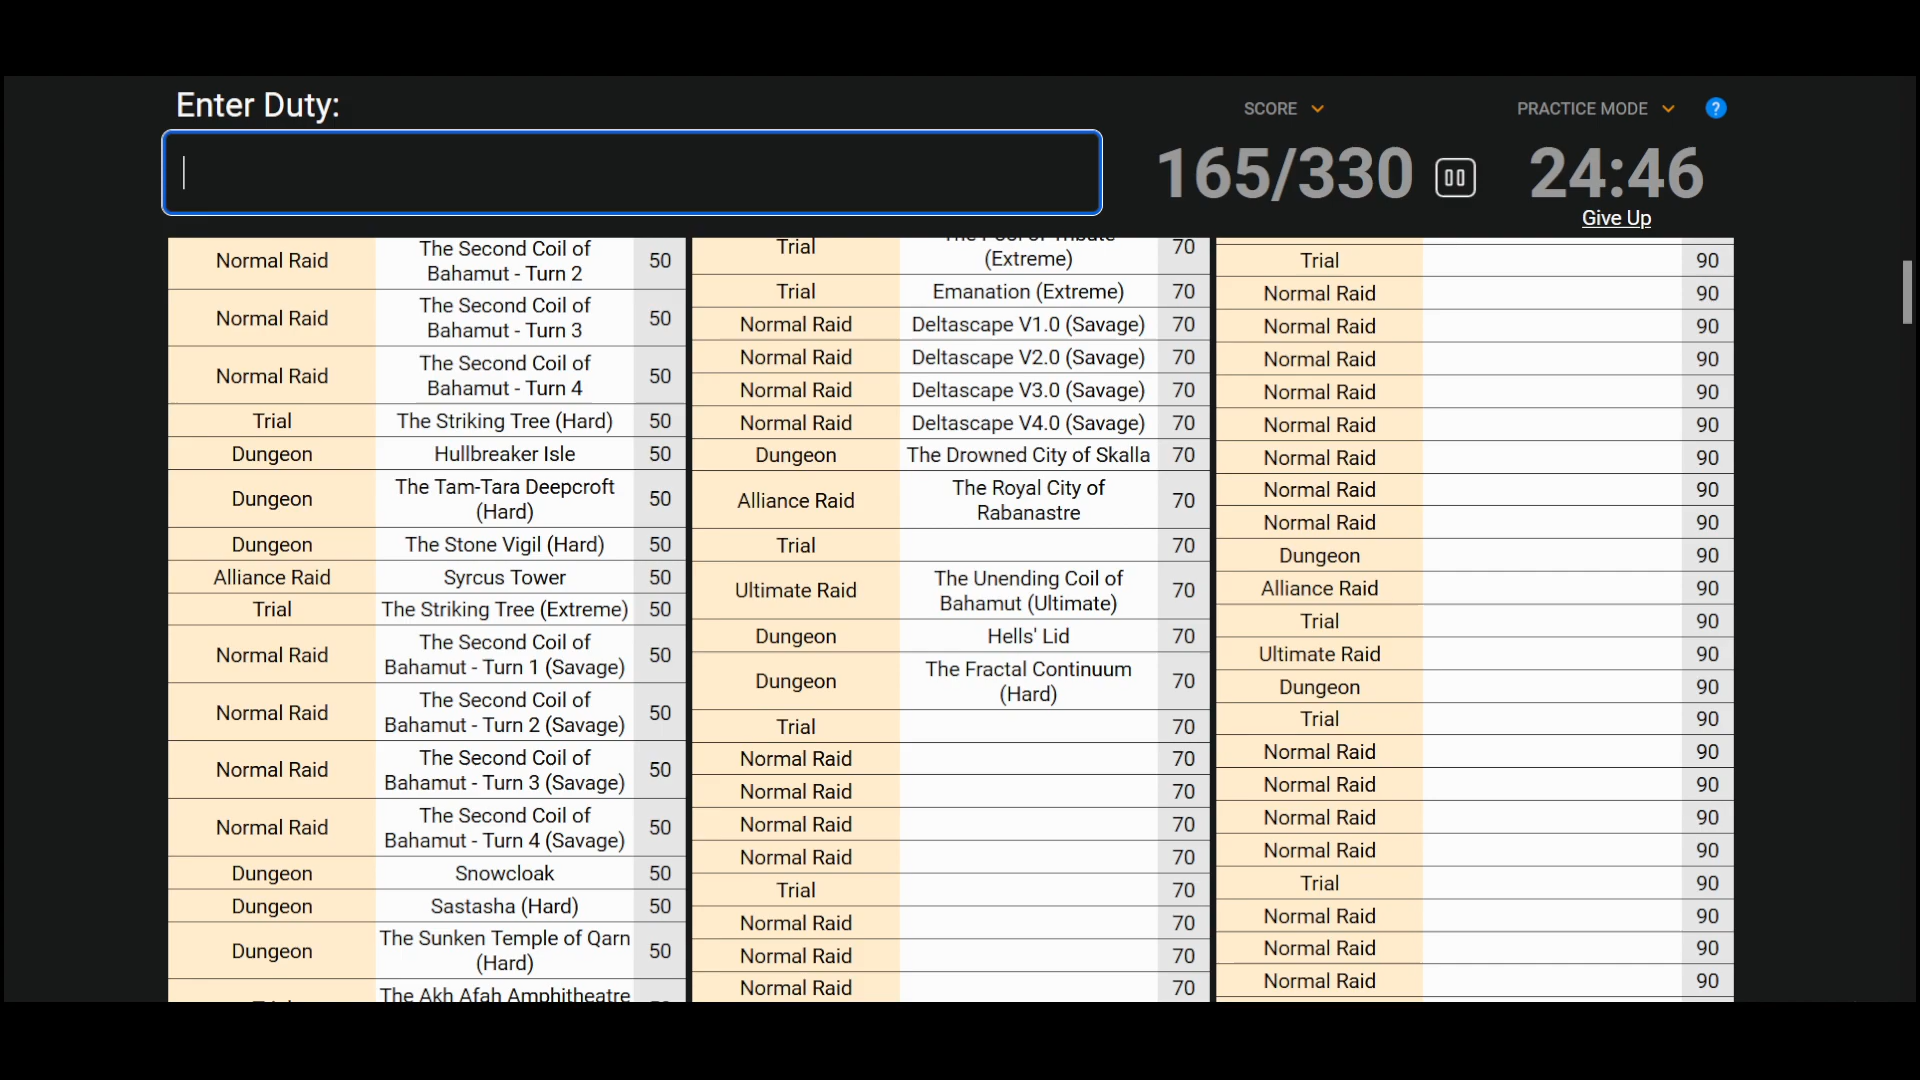 Enter Duty:
SCORE
PRACTICE MODE
?
165/330
24:46
Give Up
Normal Raid The Second Coil of
Bahamut - Turn 2 50
Normal Raid The Second Coil of
Bahamut - Turn 3 50
Normal Raid The Second Coil of
Bahamut - Turn 4 50
Trial The Striking Tree (Hard) 50
Dungeon Hullbreaker Isle 50
Dungeon The Tam-Tara Deepcroft
(Hard) 50
Dungeon The Stone Vigil (Hard) 50
Alliance Raid Syrcus Tower 50
Trial The Striking Tree (Extreme) 50
Normal Raid The Second Coil of
Bahamut - Turn 1 (Savage) 50
Normal Raid The Second Coil of
Bahamut - Turn 2 (Savage) 50
Normal Raid The Second Coil of
Bahamut - Turn 3 (Savage) 50
Normal Raid The Second Coil of
Bahamut - Turn 4 (Savage) 50
Dungeon Snowcloak 50
Dungeon Sastasha (Hard) 50
Dungeon The Sunken Temple of Qarn
(Hard) 50
The Akh Afah Amphitheatre
Trial The Pool of Tribute
(Extreme) 70
Trial Emanation (Extreme) 70
Normal Raid Deltascape V1.0 (Savage) 70
Normal Raid Deltascape V2.0 (Savage) 70
Normal Raid Deltascape V3.0 (Savage) 70
Normal Raid Deltascape V4.0 (Savage) 70
Dungeon The Drowned City of Skalla 70
Alliance Raid The Royal City of
Rabanastre 70
Trial 70
Ultimate Raid The Unending Coil of
Bahamut (Ultimate) 70
Dungeon Hells' Lid 70
Dungeon The Fractal Continuum
(Hard) 70
Trial 70
Normal Raid 70
Normal Raid 70
Normal Raid 70
Normal Raid 70
Trial 70
Normal Raid 70
Normal Raid 70
Normal Raid 70
Trial 90
Normal Raid 90
Normal Raid 90
Normal Raid 90
Normal Raid 90
Normal Raid 90
Normal Raid 90
Normal Raid 90
Normal Raid 90
Dungeon 90
Alliance Raid 90
Trial 90
Ultimate Raid 90
Dungeon 90
Trial 90
Normal Raid 90
Normal Raid 90
Normal Raid 90
Normal Raid 90
Trial 90
Normal Raid 90
Normal Raid 90
Normal Raid 90